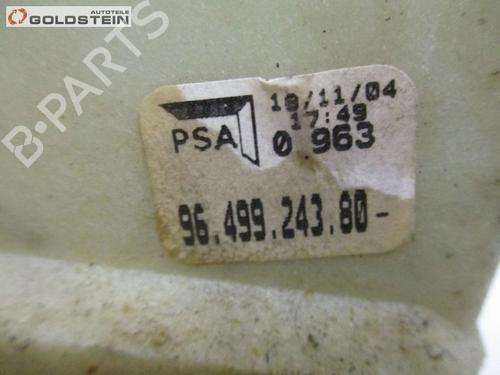 AUTOTEILE
GOLDSTEIN
B-PARTS
18/11/04
17:49
PSA
0 963
96.499.243.80-